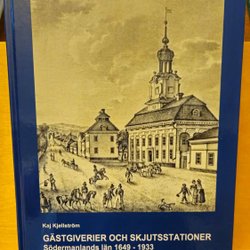 Kaj Kjellström
GÄSTGIVERIER OCH SKJUTSSTATIONER
Södermanlands län 1649 - 1933